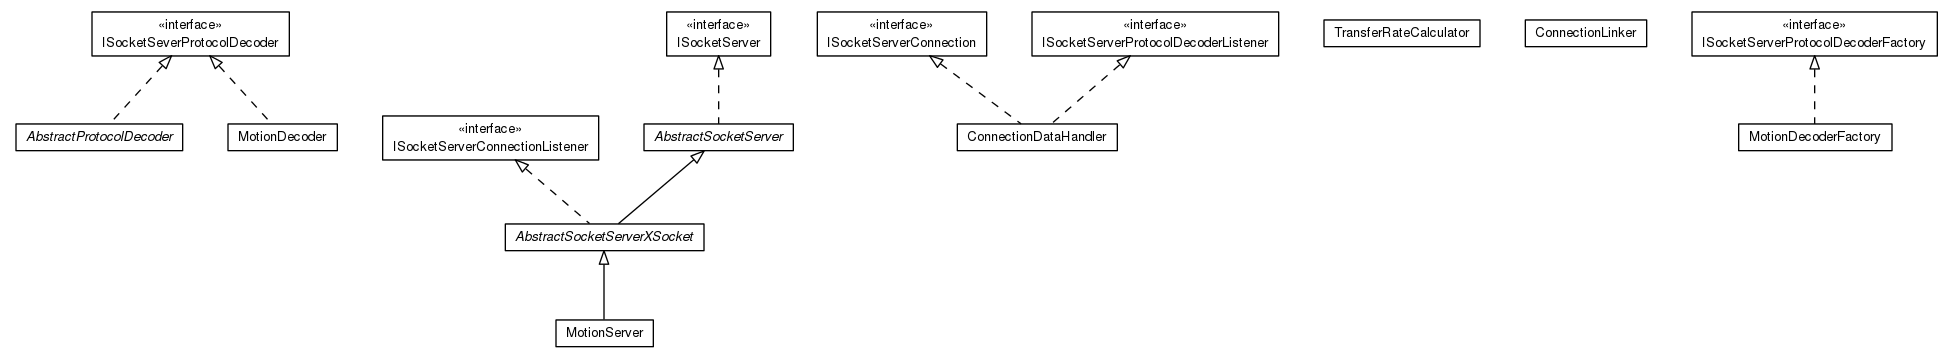 «interface»
ISocketSeverProtocolDecoder
«interface»
ISocketServer
«interface»
ISocketServerConnection
«interface»
ISocketServerProtocolDecoderListener
TransferRateCalculator
ConnectionLinker
«interface»
ISocketServerProtocolDecoderFactory
AbstractProtocolDecoder
MotionDecoder
«interface»
ISocketServerConnectionListener
AbstractSocketServer
ConnectionDataHandler
MotionDecoderFactory
AbstractSocketServerXSocket
MotionServer